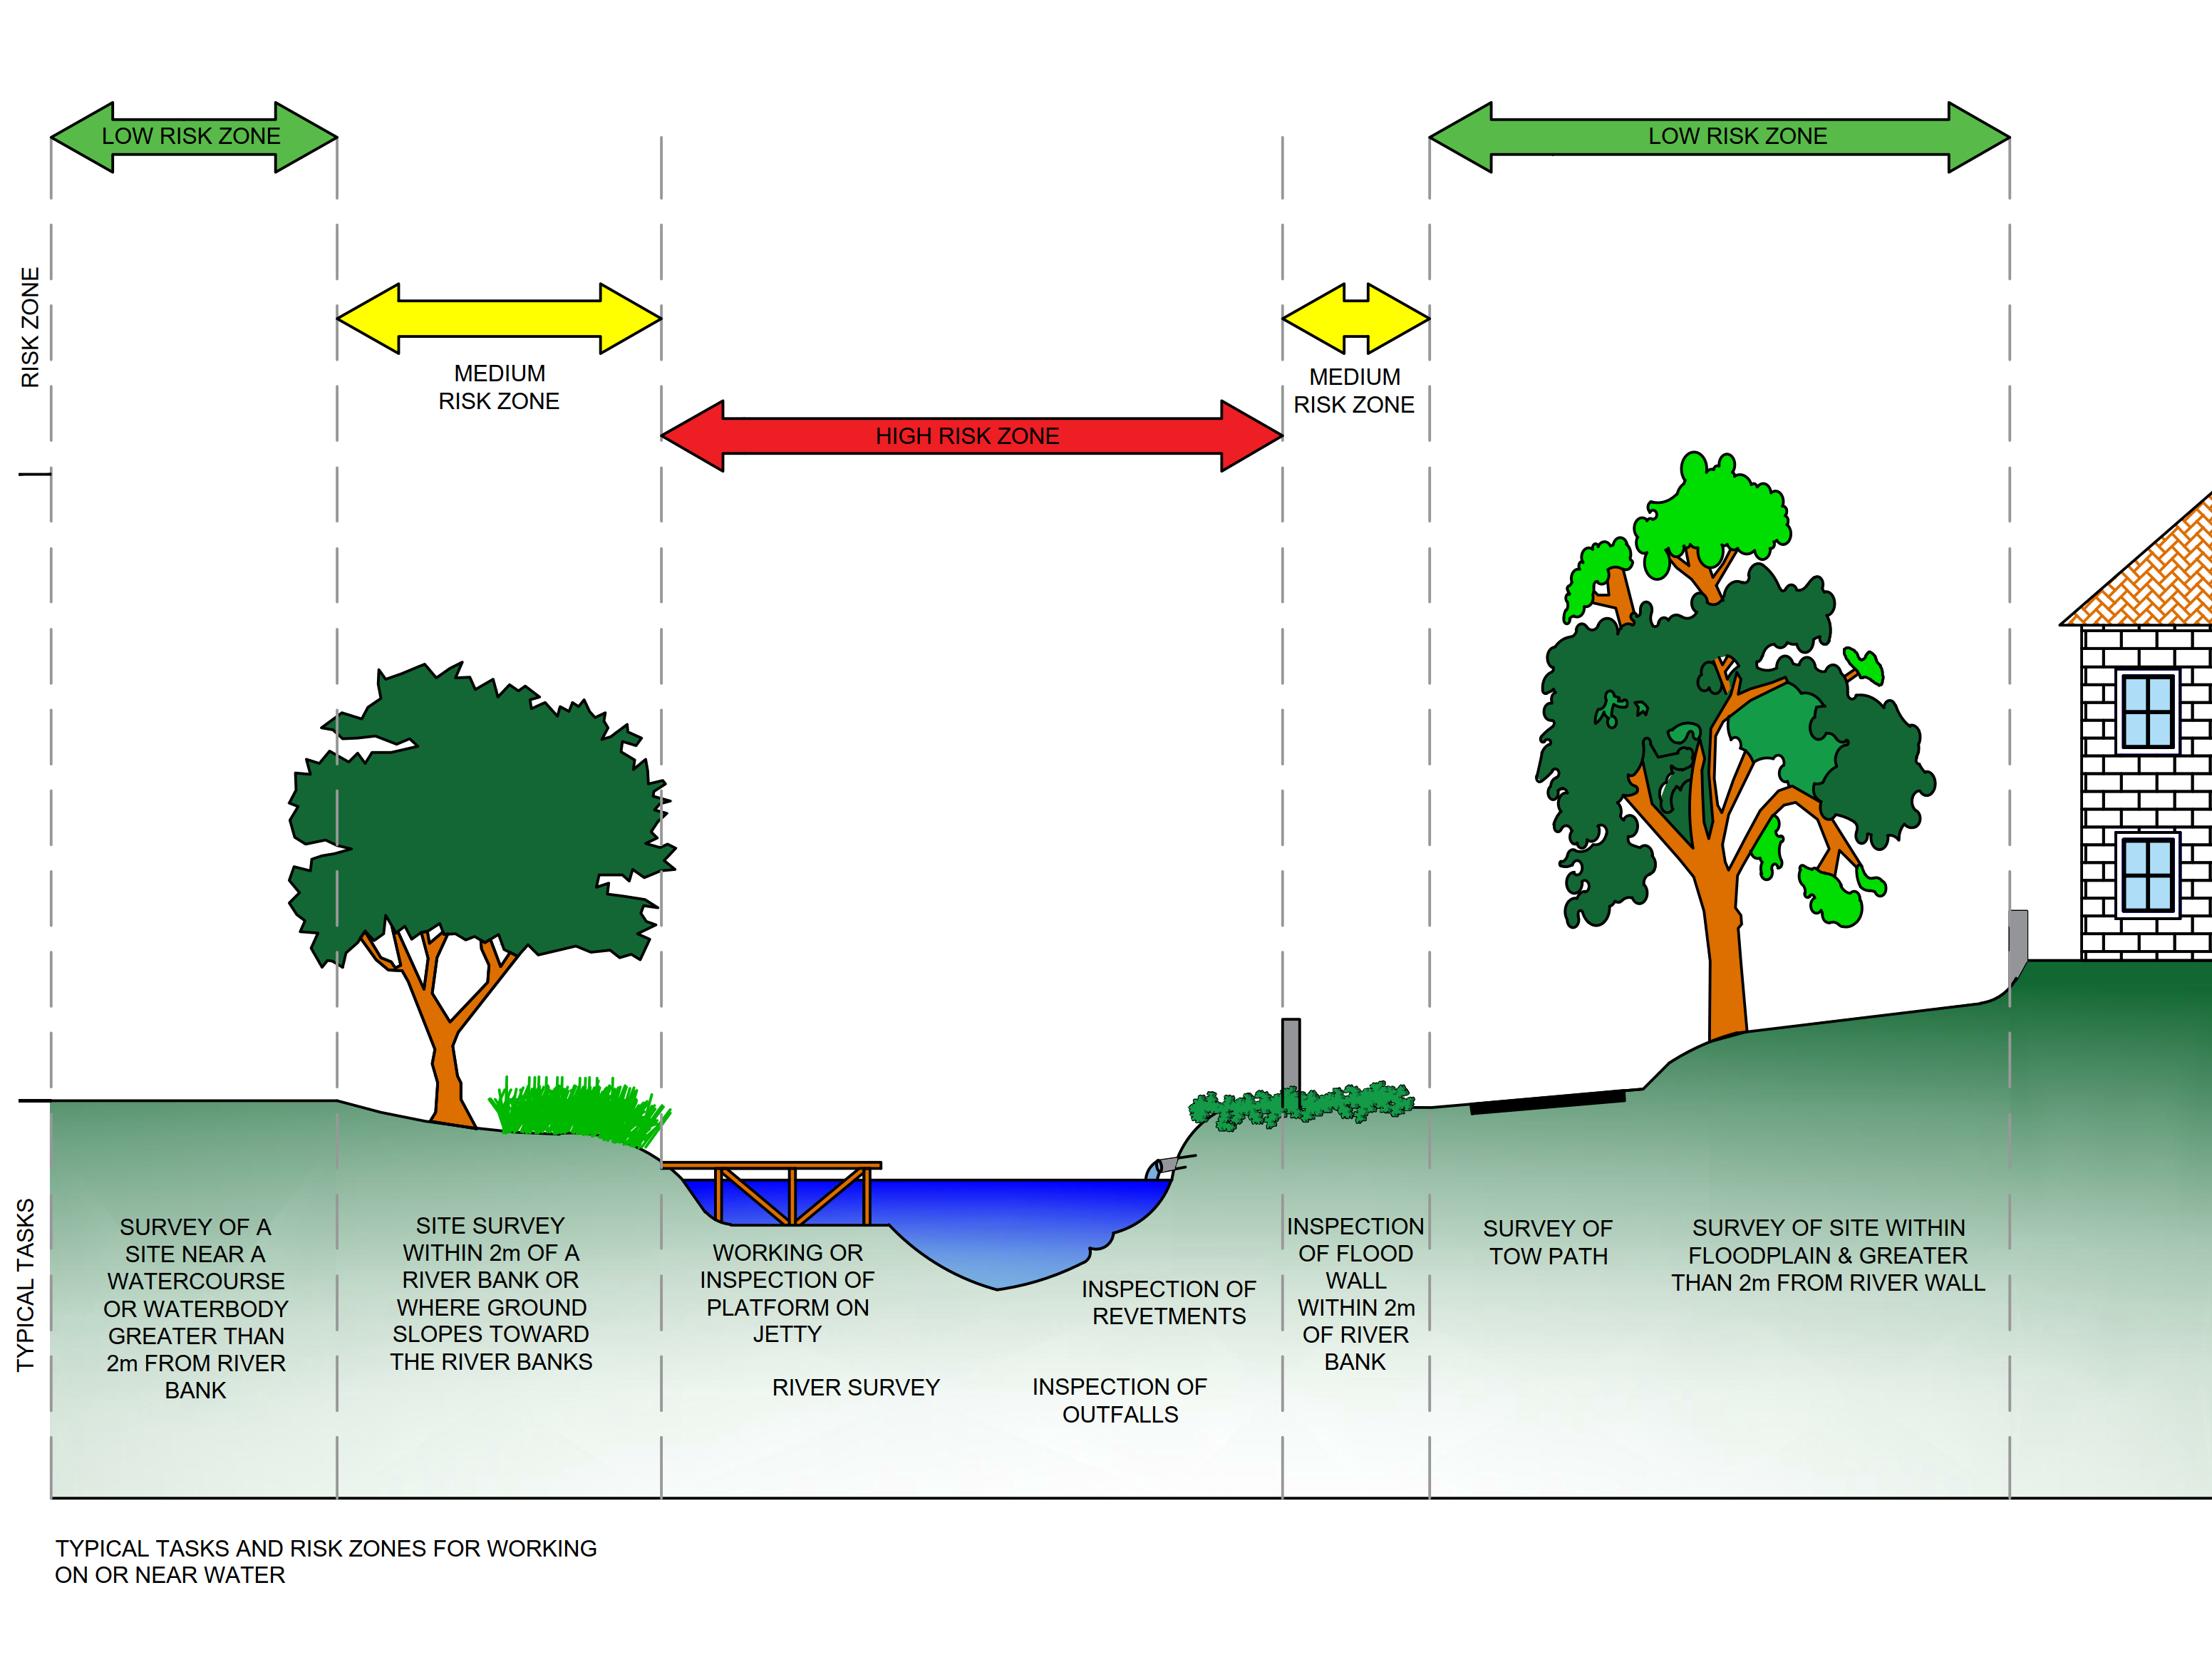 LOW RISK ZONE
LOW RISK ZONE
RISK ZONE
MEDIUM
RISK ZONE
MEDIUM
RISK ZONE
HIGH RISK ZONE
TYPICAL TASKS
SURVEY OF A
SITE NEAR A
WATERCOURSE
OR WATERBODY
GREATER THAN
2m FROM RIVER
BANK
SITE SURVEY
WITHIN 2m OF A
RIVER BANK OR
WHERE GROUND
SLOPES TOWARD
THE RIVER BANKS
WORKING OR
INSPECTION OF
PLATFORM ON
JETTY
RIVER SURVEY
INSPECTION OF
REVETMENTS
INSPECTION OF
OUTFALLS
INSPECTION
OF FLOOD
WALL
WITHIN 2m
OF RIVER
BANK
SURVEY OF
TOW PATH
SURVEY OF SITE WITHIN
FLOODPLAIN & GREATER
THAN 2m FROM RIVER WALL
TYPICAL TASKS AND RISK ZONES FOR WORKING
ON OR NEAR WATER